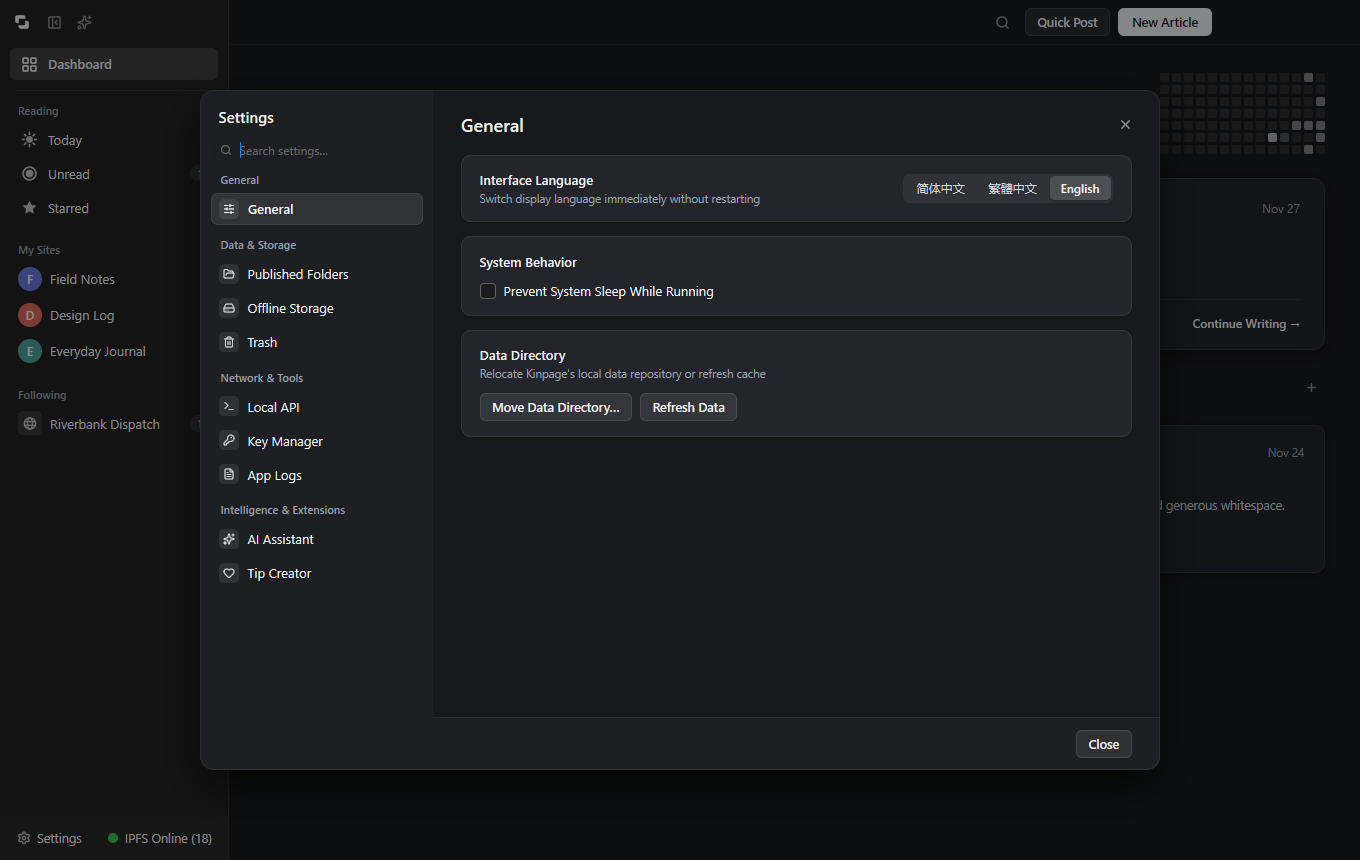 Quick Post
New Article
Dashboard
Reading
Today
Unread
Starred
My Sites
F Field Notes
D Design Log
E Everyday Journal
Following
Riverbank Dispatch
Settings
IPFS Online (18)
Settings
Search settings...
General
General
Data & Storage
Published Folders
Offline Storage
Trash
Network & Tools
Local API
Key Manager
App Logs
Intelligence & Extensions
AI Assistant
Tip Creator
General
Interface Language
Switch display language immediately without restarting
简体中文 繁體中文 English
System Behavior
Prevent System Sleep While Running
Data Directory
Relocate Kinpage's local data repository or refresh cache
Move Data Directory... Refresh Data
Close
Nov 27
Continue Writing →
+
Nov 24
generous whitespace.